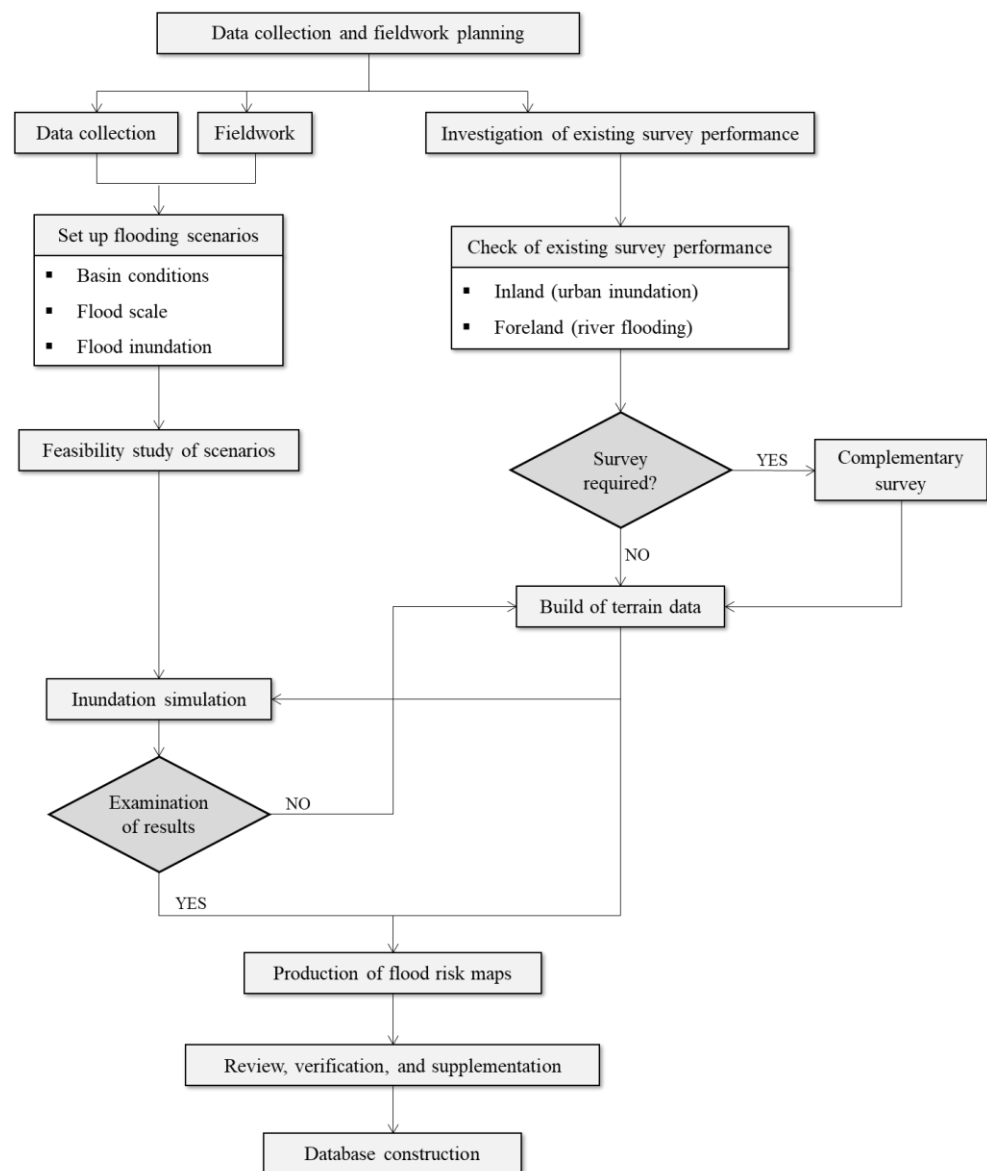 Data collection and fieldwork planning
Data collection
Fieldwork
Investigation of existing survey performance
Set up flooding scenarios
▪ Basin conditions
▪ Flood scale
▪ Flood inundation
Check of existing survey performance
▪ Inland (urban inundation)
▪ Foreland (river flooding)
Feasibility study of scenarios
Survey
required?
YES
Complementary
survey
NO
Build of terrain data
Inundation simulation
Examination
of results
NO
YES
Production of flood risk maps
Review, verification, and supplementation
Database construction